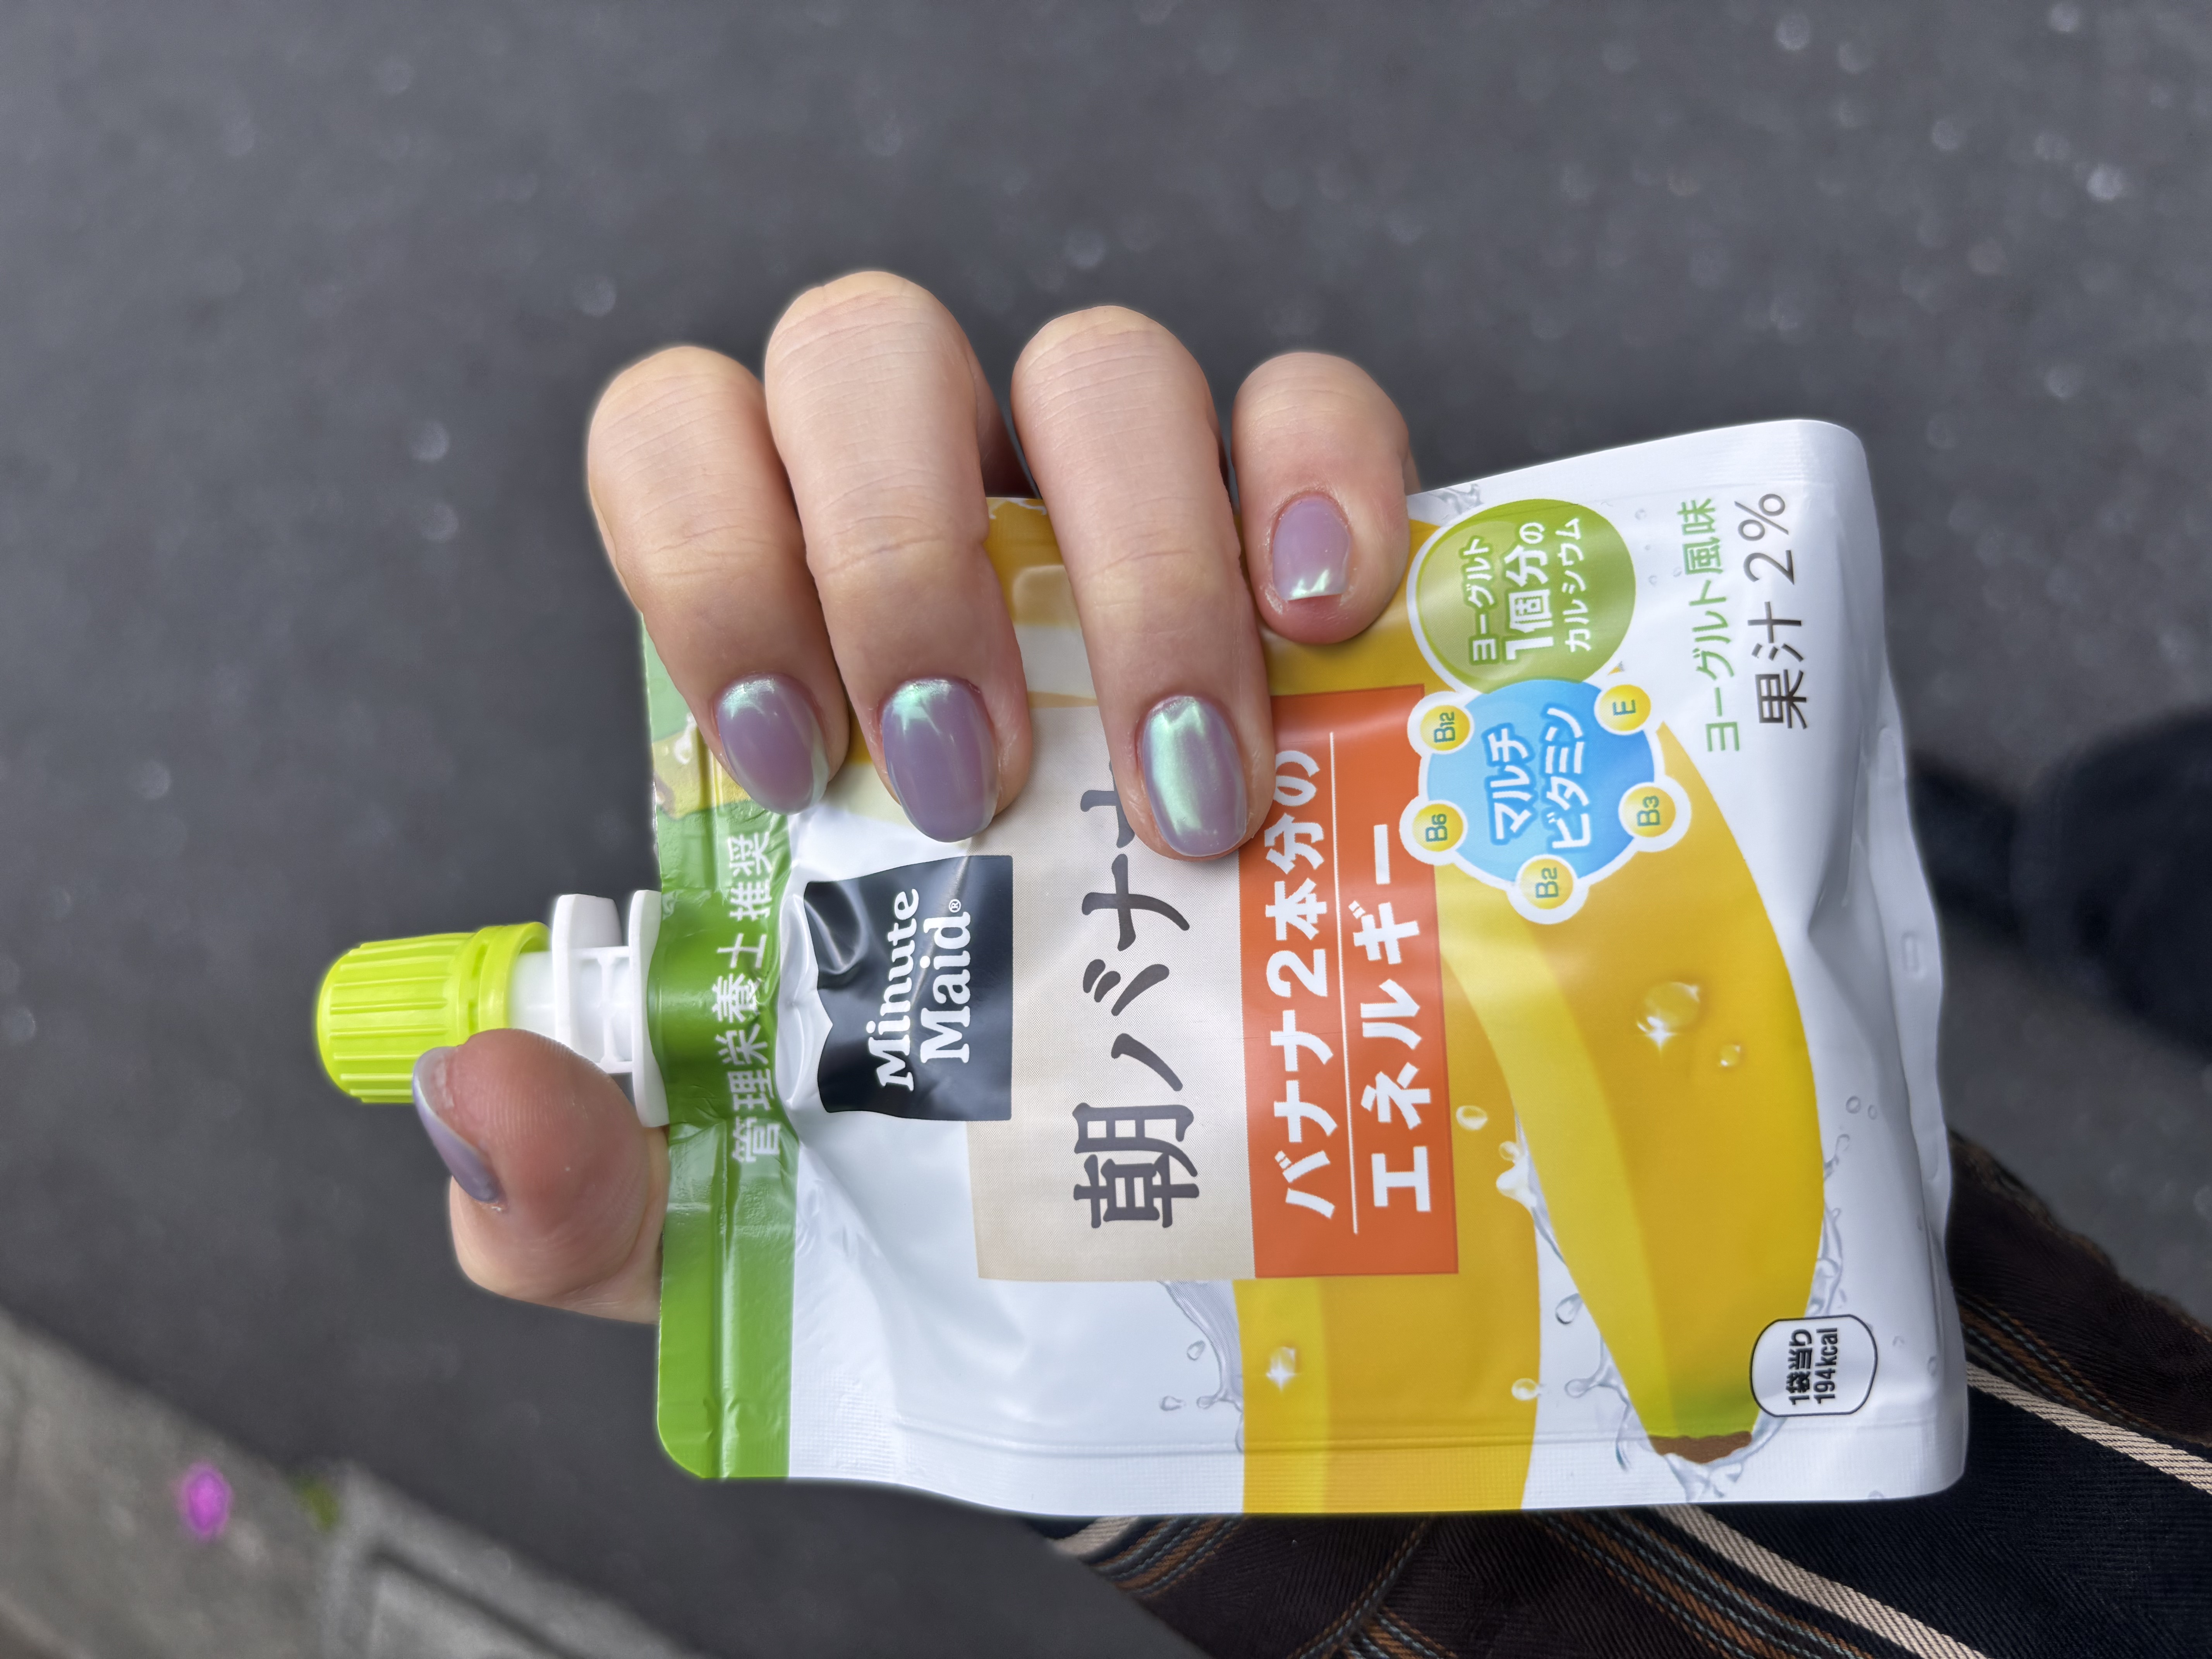 管理栄養士推奨
Minute
Maid®
朝バナナ
バナナ2本分の
エネルギー
B6
B12
マルチ
ビタミン
B2
B3
E
ヨーグルト
1個分の
カルシウム
ヨーグルト風味
果汁2%
1袋当り
194kcal